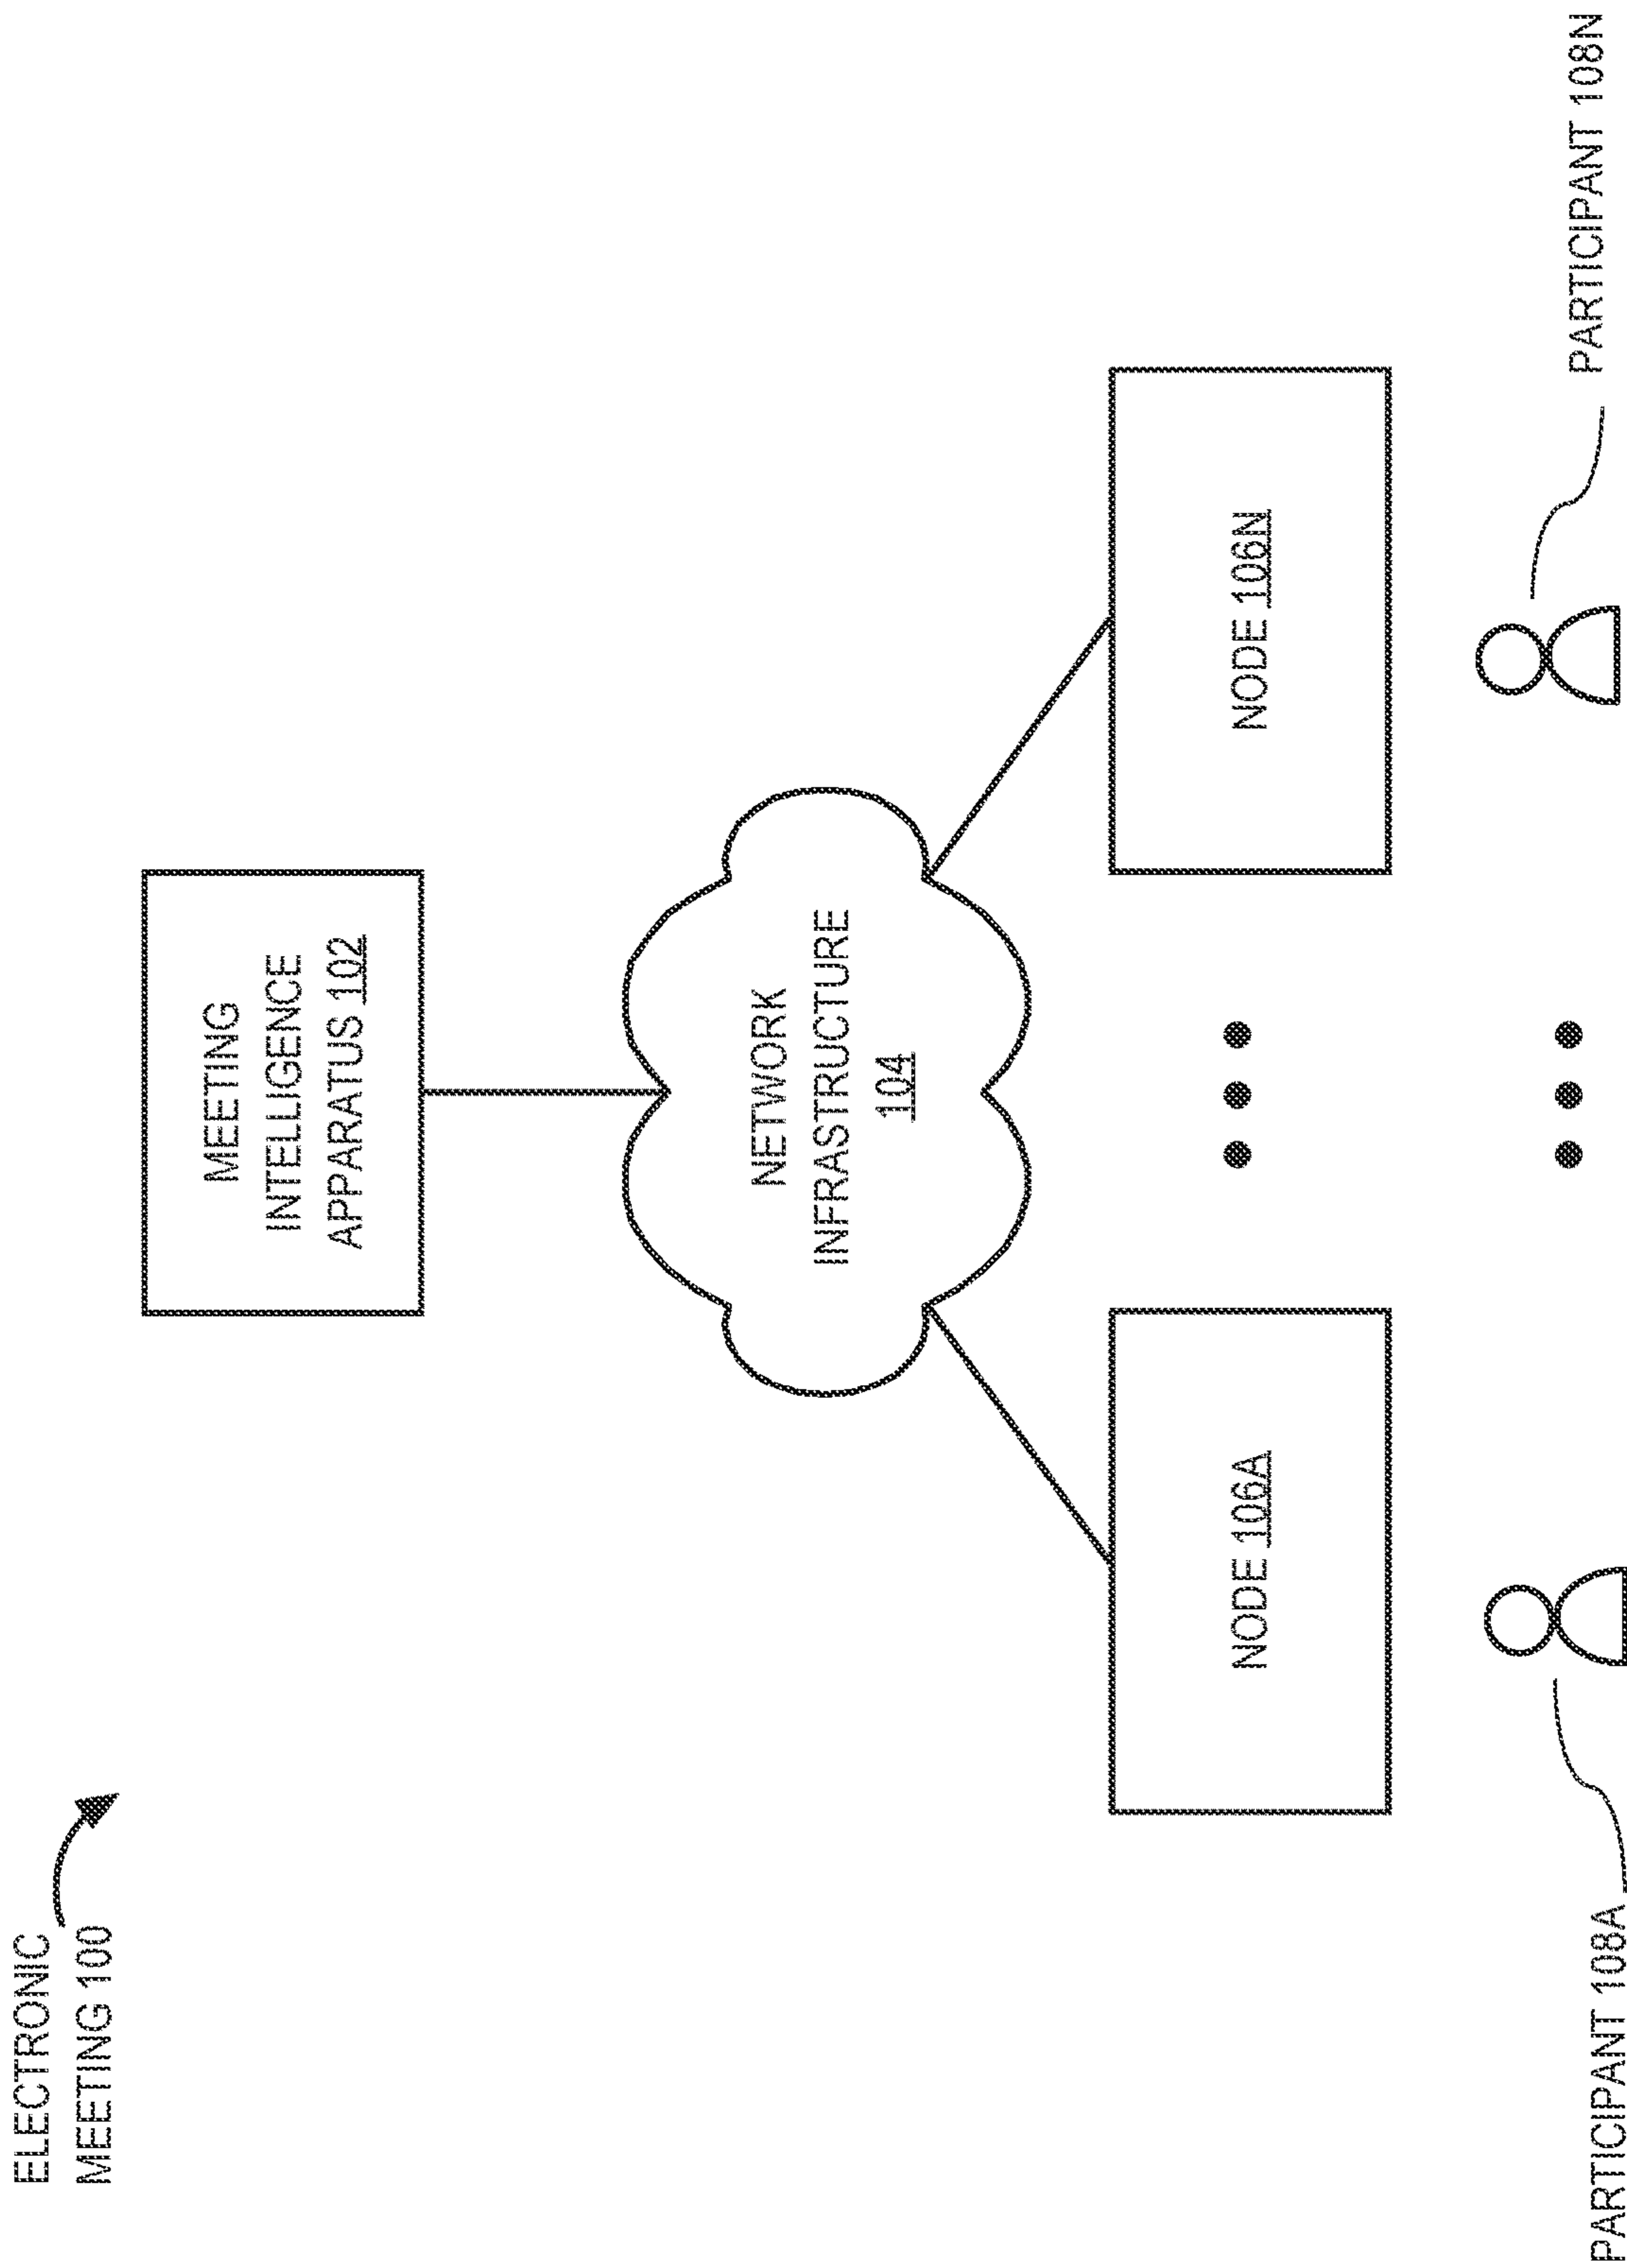 ELECTRONIC
MEETING 100
MEETING
INTELLIGENCE
APPARATUS 102
NETWORK
INFRASTRUCTURE
104
NODE 106A
NODE 106N
PARTICIPANT 108A
PARTICIPANT 108N